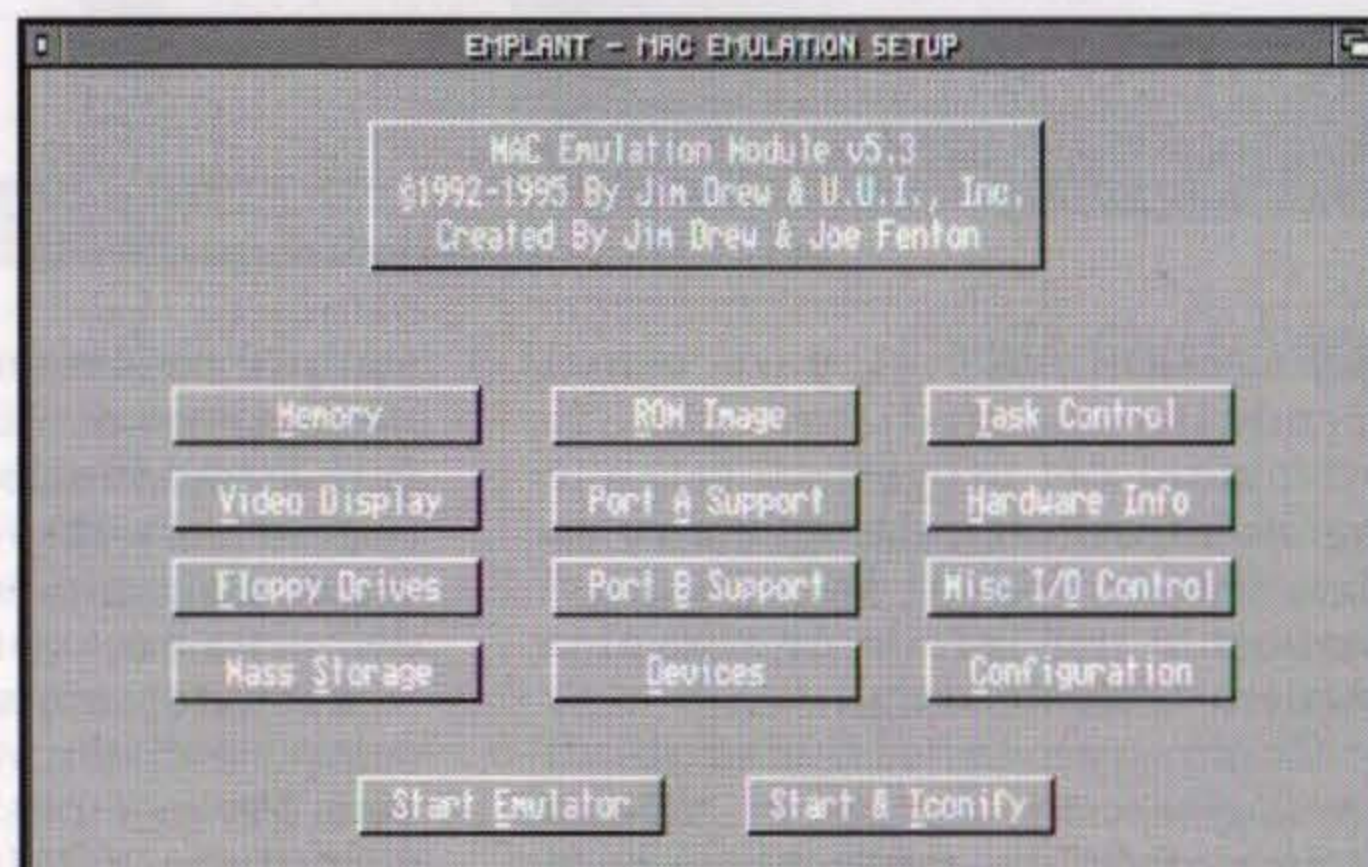 EMPLANT - MAC EMULATION SETUP
MAC Emulation Module v5.3
©1992-1995 By Jim Drew & U.U.I., Inc.
Created By Jim Drew & Joe Fenton
Memory
ROM Image
Task Control
Video Display
Port A Support
Hardware Info
Floppy Drives
Port B Support
Misc I/O Control
Mass Storage
Devices
Configuration
Start Emulator
Start & Iconify